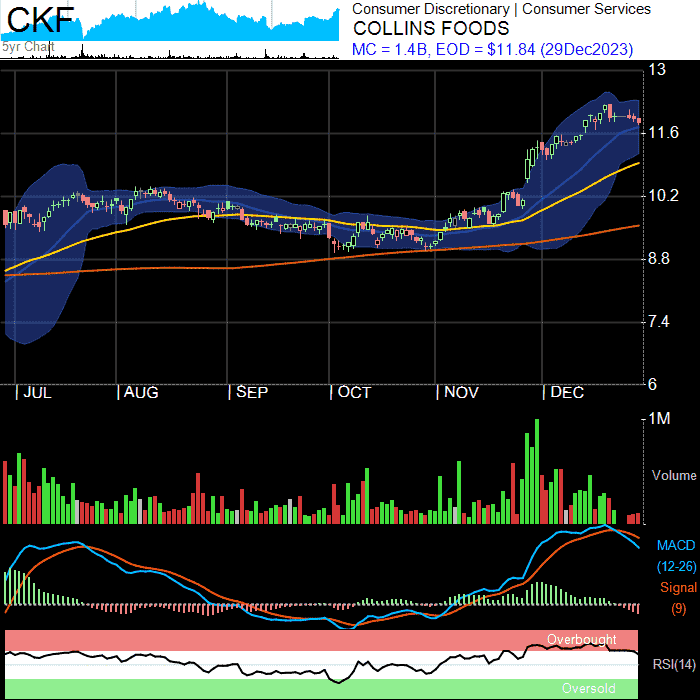 CKF
5yr Chart
Consumer Discretionary | Consumer Services
COLLINS FOODS
MC = 1.4B, EOD = $11.84 (29Dec2023)
13
11.6
10.2
8.8
7.4
6
JUL
AUG
SEP
OCT
NOV
DEC
1M
Volume
MACD
(12-26)
Signal
(9)
Overbought
RSI(14)
Oversold